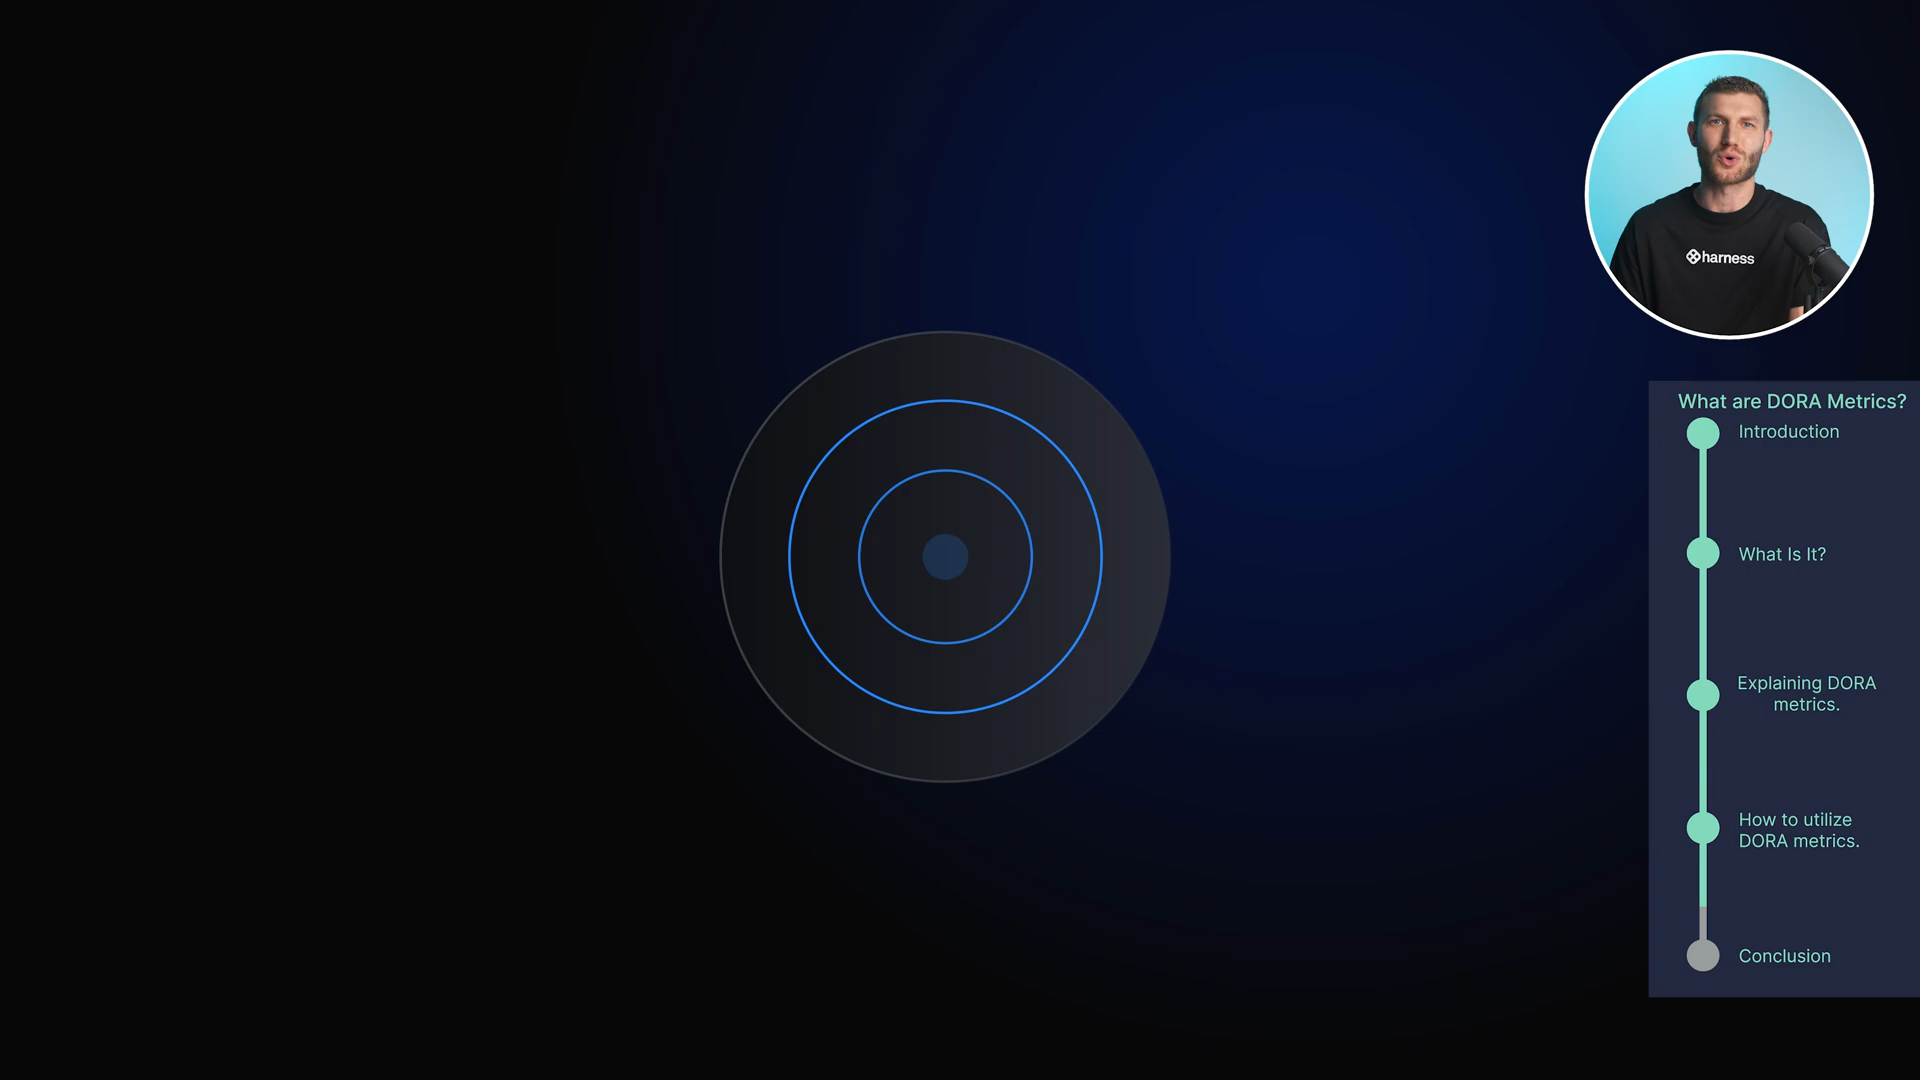 harness
What are DORA Metrics?
Introduction
What Is It?
Explaining DORA
metrics.
How to utilize
DORA metrics.
Conclusion